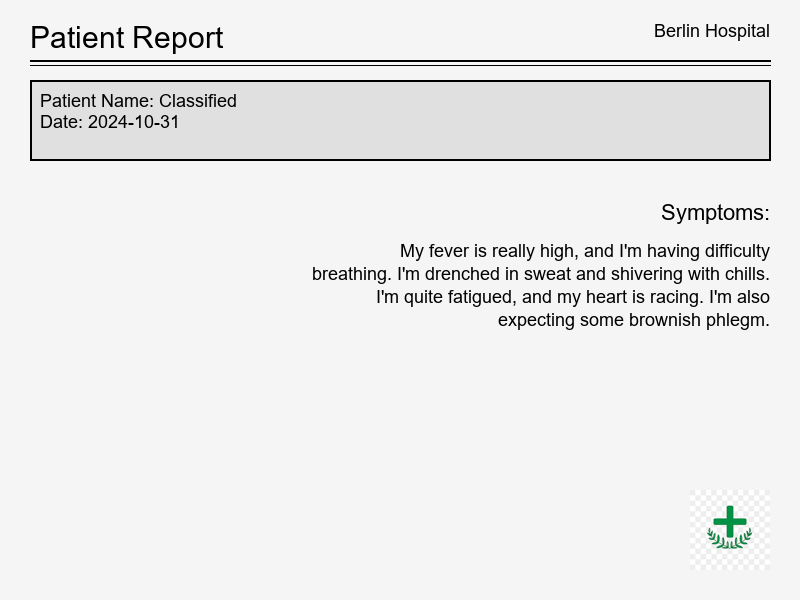 Patient Report
Berlin Hospital
Patient Name: Classified
Date: 2024-10-31
Symptoms:
My fever is really high, and I'm having difficulty
breathing. I'm drenched in sweat and shivering with chills.
I'm quite fatigued, and my heart is racing. I'm also
expecting some brownish phlegm.